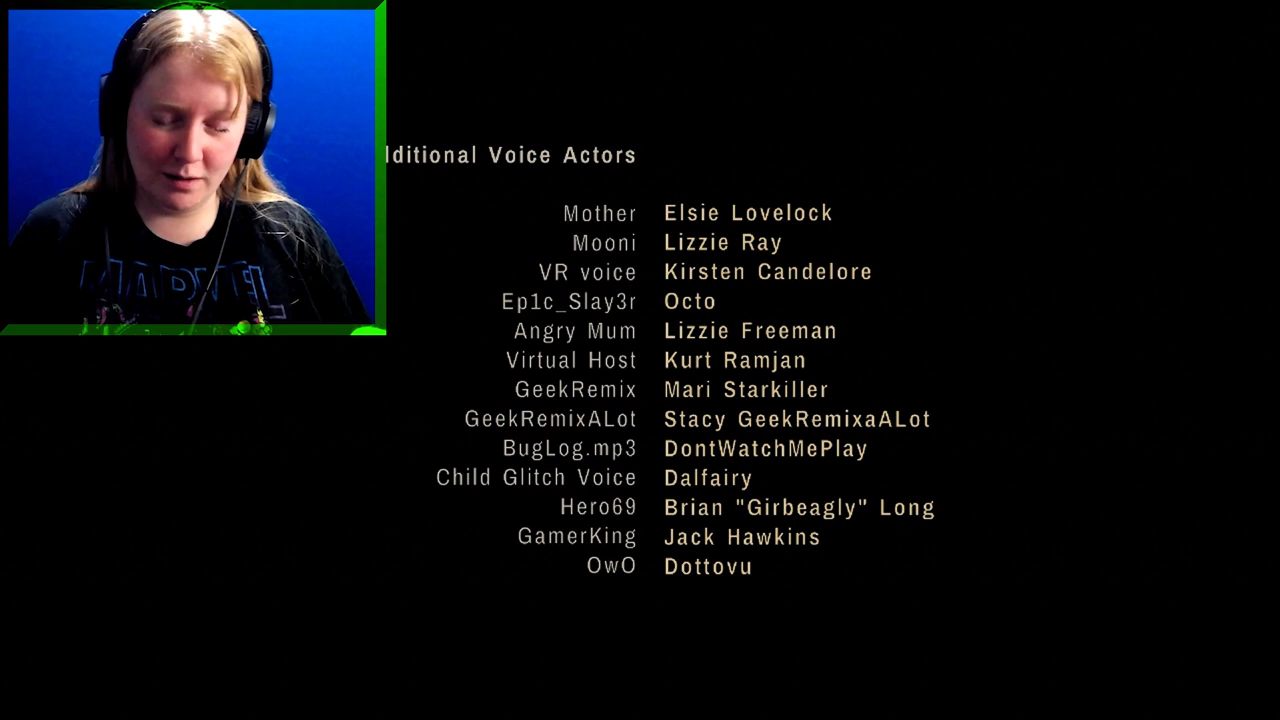 dditional Voice Actors
Mother Elsie Lovelock
Mooni Lizzie Ray
VR voice Kirsten Candelore
Ep1c_Slay3r Octo
Angry Mum Lizzie Freeman
Virtual Host Kurt Ramjan
GeekRemix Mari Starkiller
GeekRemixALot Stacy GeekRemixaALot
BugLog.mp3 DontWatchMePlay
Child Glitch Voice Dalfairy
Hero69 Brian "Girbeagly" Long
GamerKing Jack Hawkins
OwO Dottovu
MARVEL